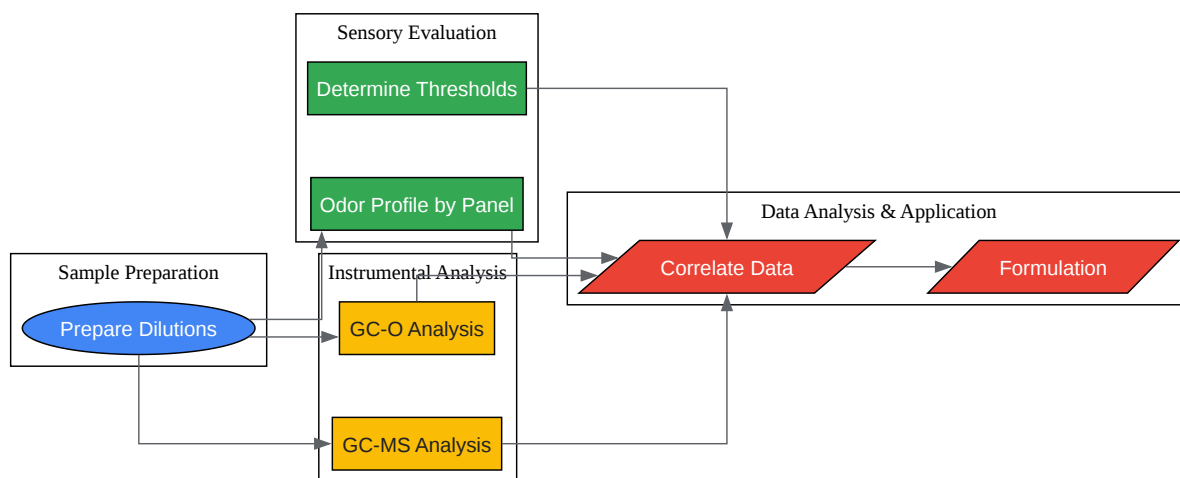 Sensory Evaluation
Determine Thresholds
Odor Profile by Panel
Sample Preparation
Prepare Dilutions
Instrumental Analysis
GC-O Analysis
GC-MS Analysis
Data Analysis & Application
Correlate Data
Formulation